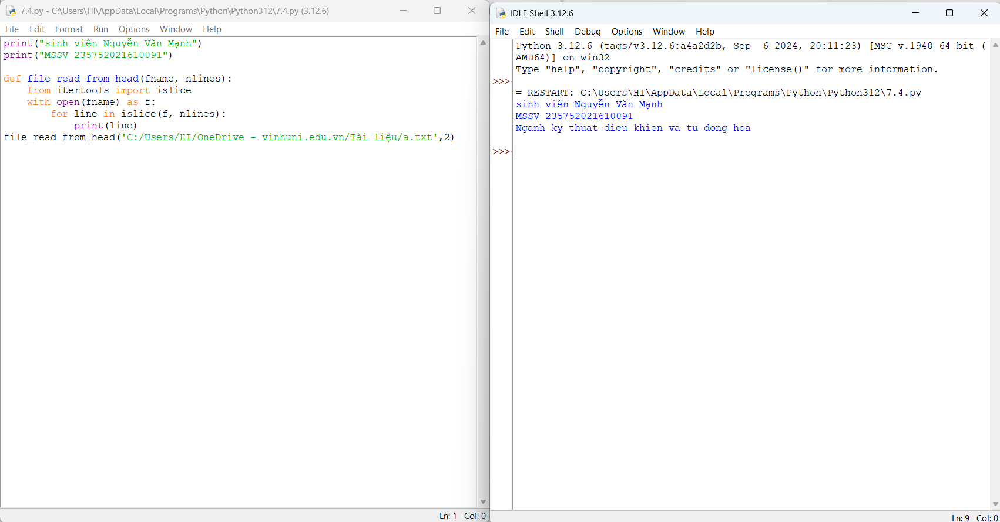 7.4.py - C:\Users\HI\AppData\Local\Programs\Python\Python312\7.4.py (3.12.6)
File Edit Format Run Options Window Help
print("sinh viên Nguyễn Văn Mạnh")
print("MSSV 235752021610091")
def file_read_from_head(fname, nlines):
    from itertools import islice
    with open(fname) as f:
        for line in islice(f, nlines):
            print(line)
file_read_from_head('C:/Users/HI/OneDrive - vinhuni.edu.vn/Tài liệu/a.txt',2)
Ln: 1 Col: 0
IDLE Shell 3.12.6
File Edit Shell Debug Options Window Help
Python 3.12.6 (tags/v3.12.6:a4a2d2b, Sep  6 2024, 20:11:23) [MSC v.1940 64 bit (
AMD64)] on win32
Type "help", "copyright", "credits" or "license()" for more information.
>>>
= RESTART: C:\Users\HI\AppData\Local\Programs\Python\Python312\7.4.py
sinh viên Nguyễn Văn Mạnh
MSSV 235752021610091
Nganh ky thuat dieu khien va tu dong hoa
>>>
Ln: 9 Col: 0